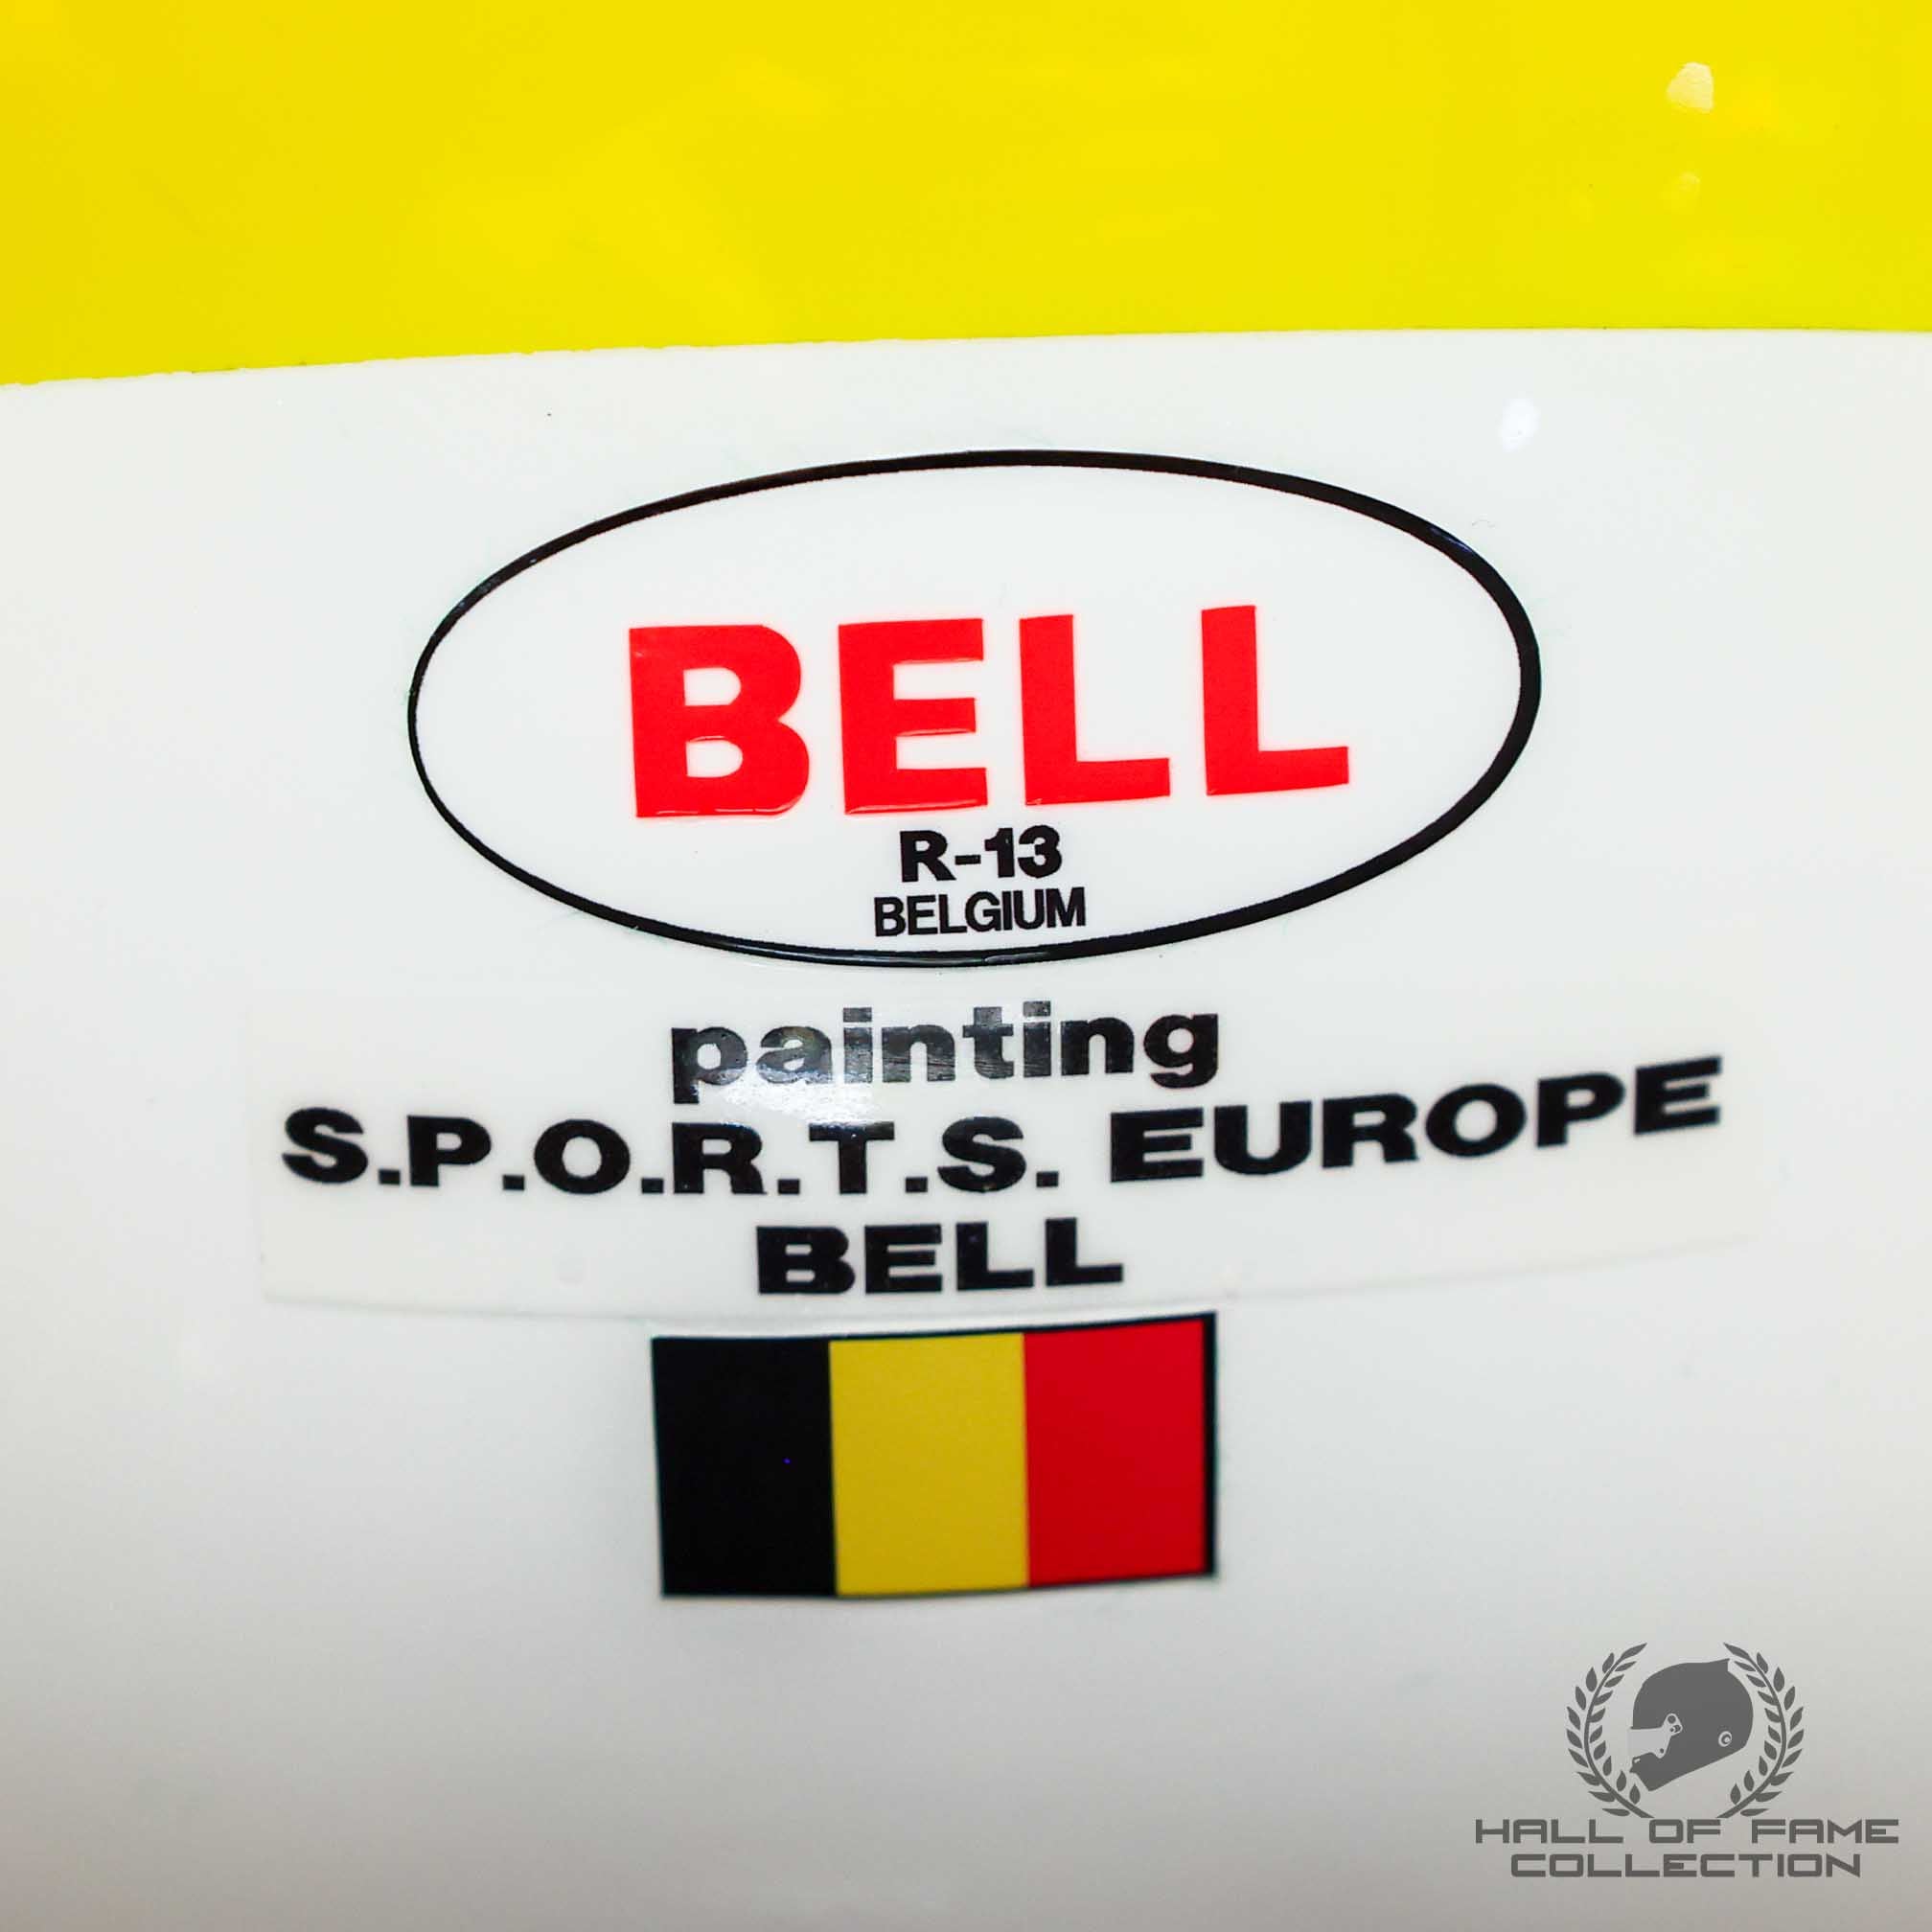 BELL
R-13
BELGIUM
painting
S.P.O.R.T.S. EUROPE
BELL
HALL OF FAME
COLLECTION